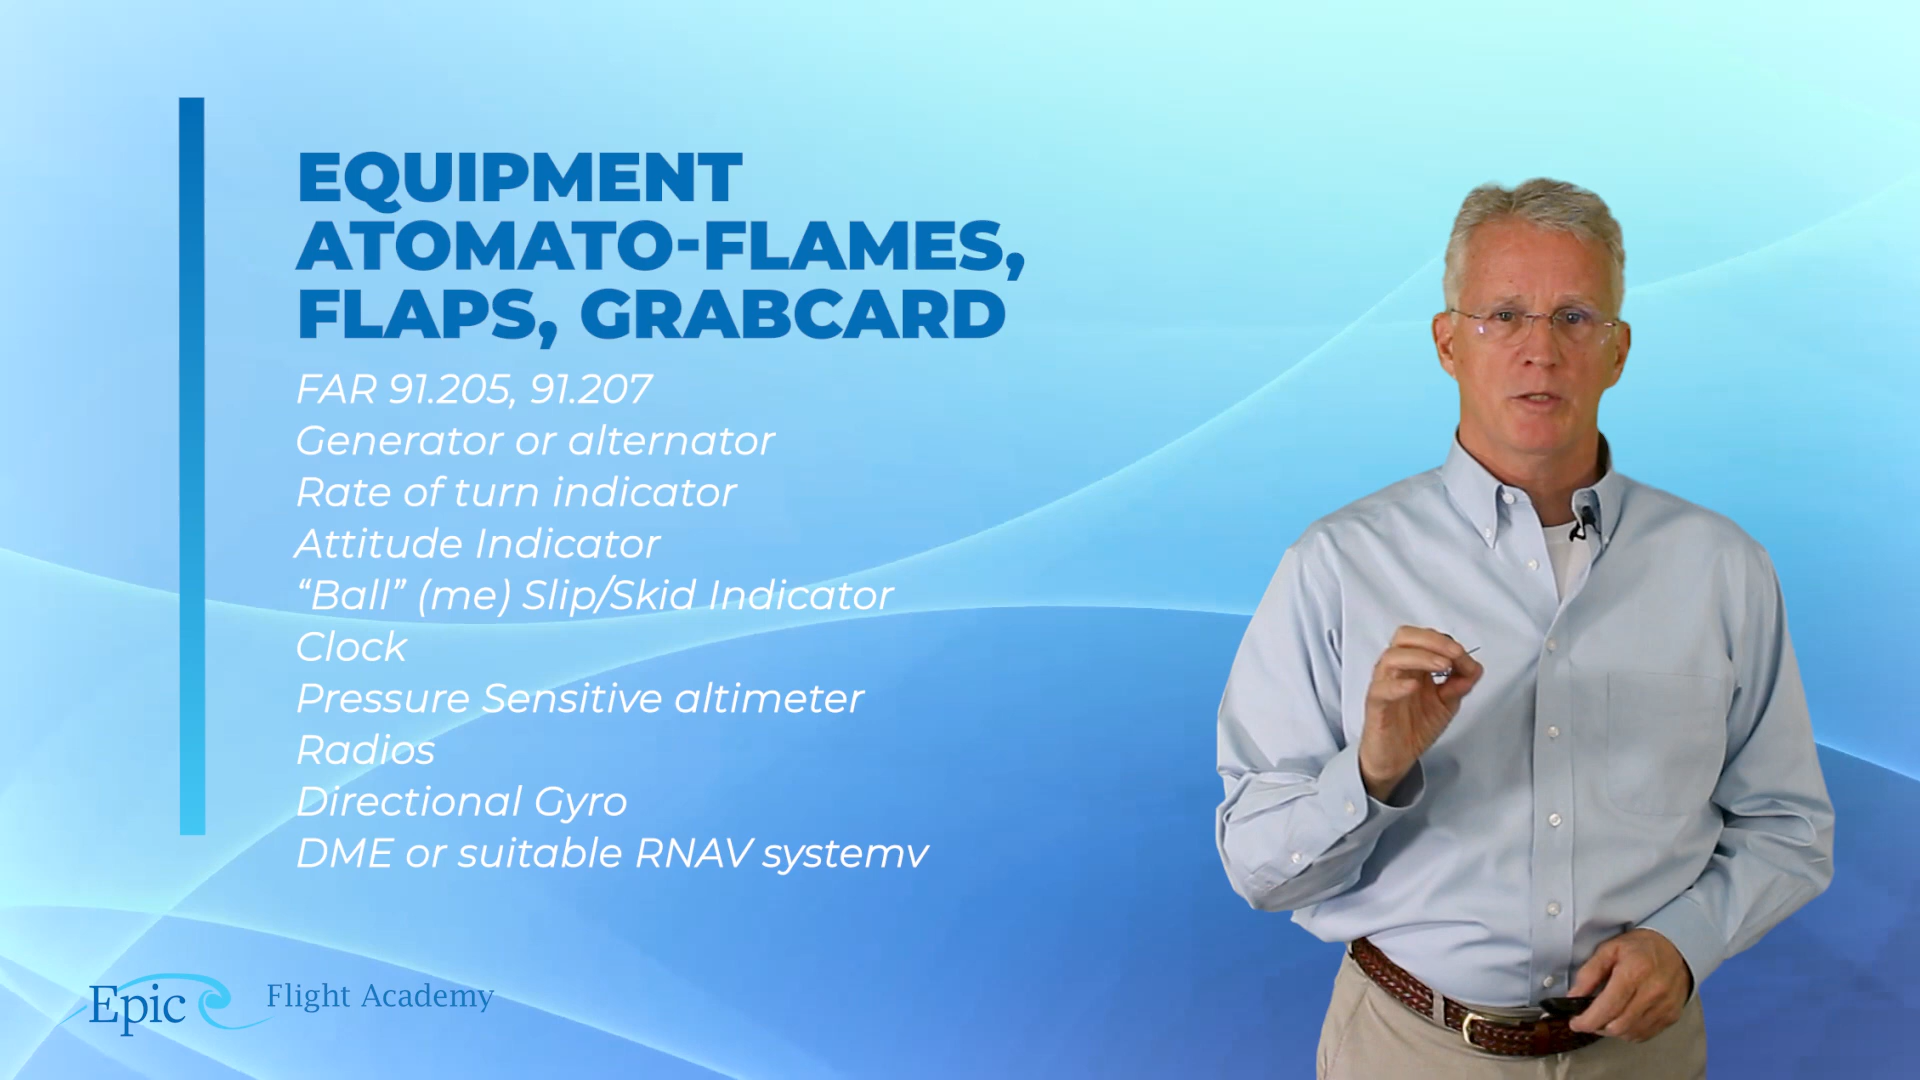 EQUIPMENT
ATOMATO-FLAMES,
FLAPS, GRABCARD
FAR 91.205, 91.207
Generator or alternator
Rate of turn indicator
Attitude Indicator
“Ball” (me) Slip/Skid Indicator
Clock
Pressure Sensitive altimeter
Radios
Directional Gyro
DME or suitable RNAV systemv
Epic Flight Academy